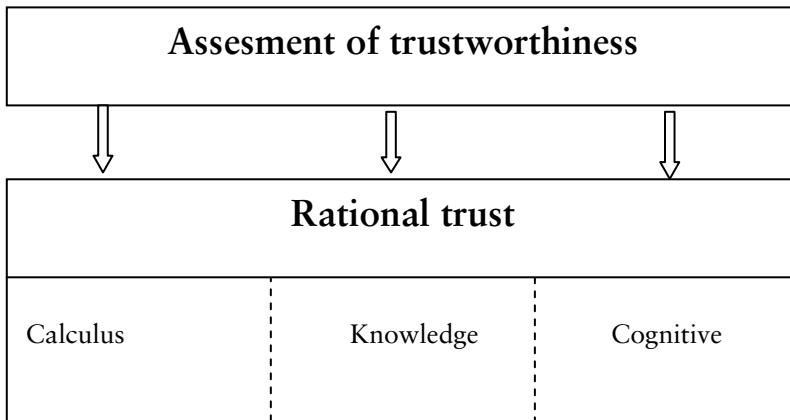 Assesment of trustworthiness
Rational trust
Calculus Knowledge Cognitive